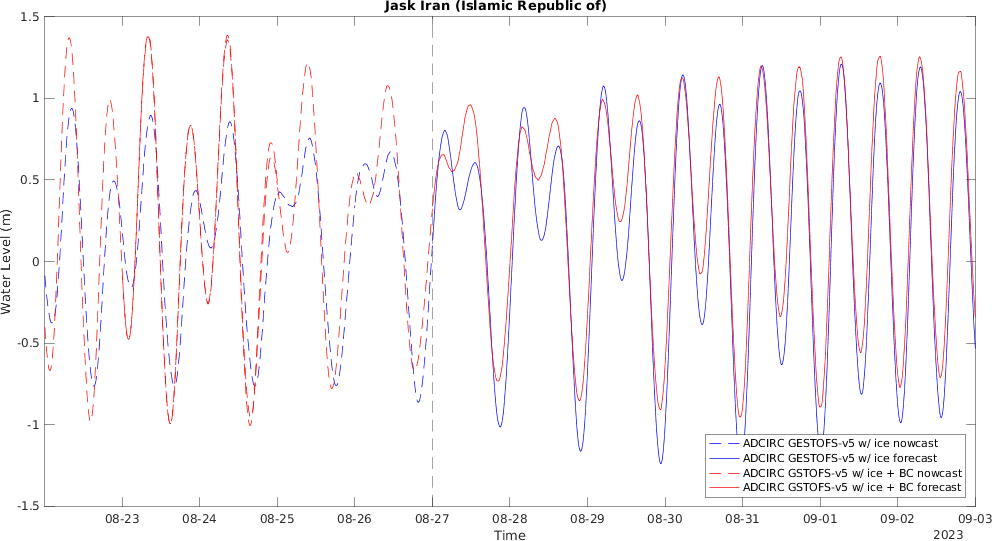 Jask Iran (Islamic Republic of)
1.5
1
0.5
0
-0.5
-1
-1.5
Water Level (m)
ADCIRC GESTOFS-v5 w/ ice nowcast
ADCIRC GESTOFS-v5 w/ ice forecast
ADCIRC GSTOFS-v5 w/ ice + BC nowcast
ADCIRC GSTOFS-v5 w/ ice + BC forecast
08-23 08-24 08-25 08-26 08-27 08-28 08-29 08-30 08-31 09-01 09-02 09-03
Time
2023